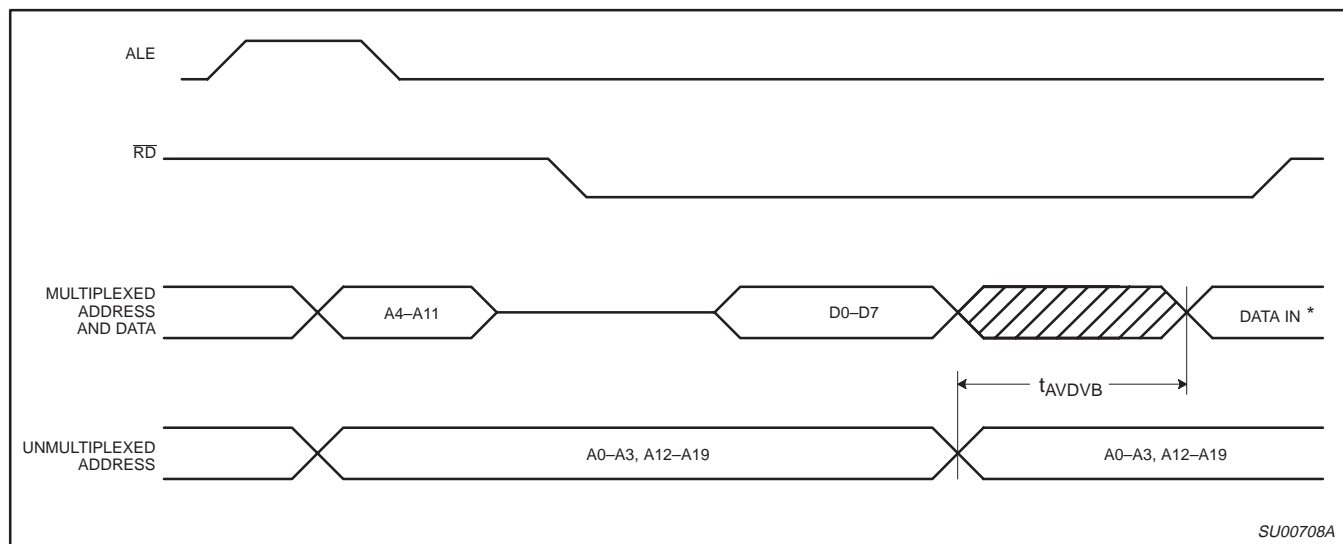 ALE
RD
MULTIPLEXED
ADDRESS
AND DATA
A4–A11
D0–D7
DATA IN *
tAVDVB
UNMULTIPLEXED
ADDRESS
A0–A3, A12–A19
A0–A3, A12–A19
SU00708A